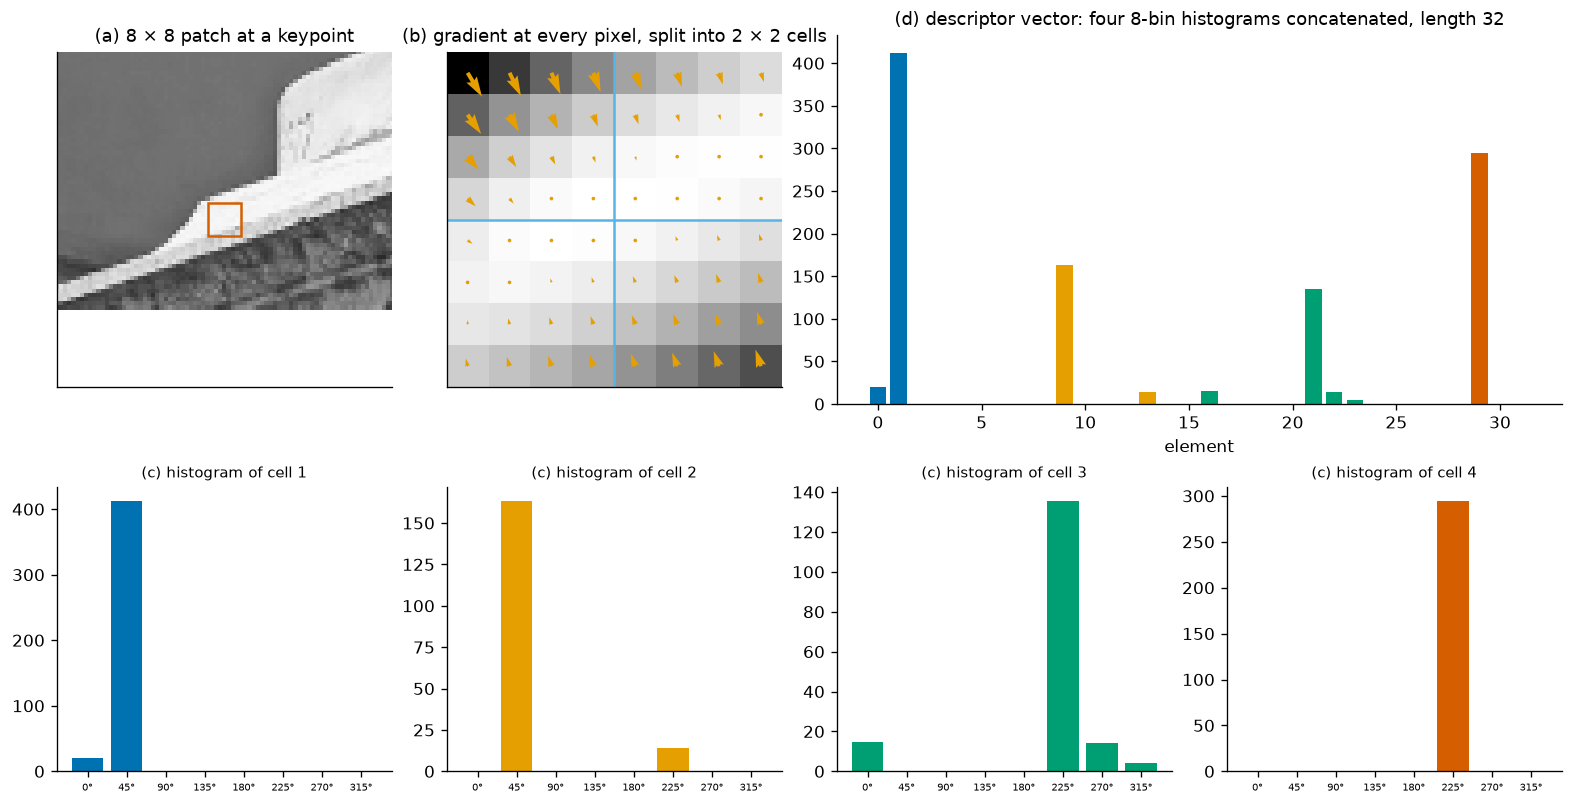 (a) 8 × 8 patch at a keypoint
(b) gradient at every pixel, split into 2 × 2 cells
(d) descriptor vector: four 8-bin histograms concatenated, length 32
400
350
300
250
200
150
100
50
0
0 5 10 15 20 25 30
element
(c) histogram of cell 1
400
300
200
100
0
0° 45° 90° 135° 180° 225° 270° 315°
(c) histogram of cell 2
150
125
100
75
50
25
0
0° 45° 90° 135° 180° 225° 270° 315°
(c) histogram of cell 3
140
120
100
80
60
40
20
0
0° 45° 90° 135° 180° 225° 270° 315°
(c) histogram of cell 4
300
250
200
150
100
50
0
0° 45° 90° 135° 180° 225° 270° 315°